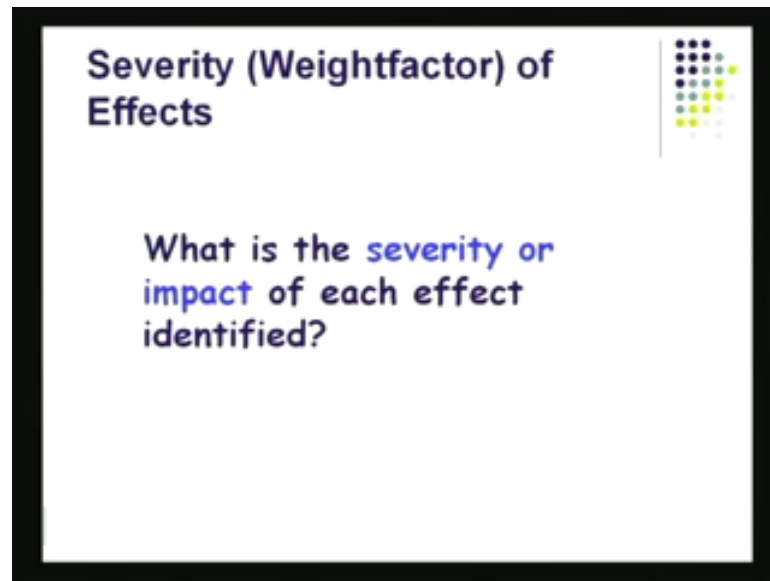 Severity (Weightfactor) of
Effects
What is the severity or
impact of each effect
identified?